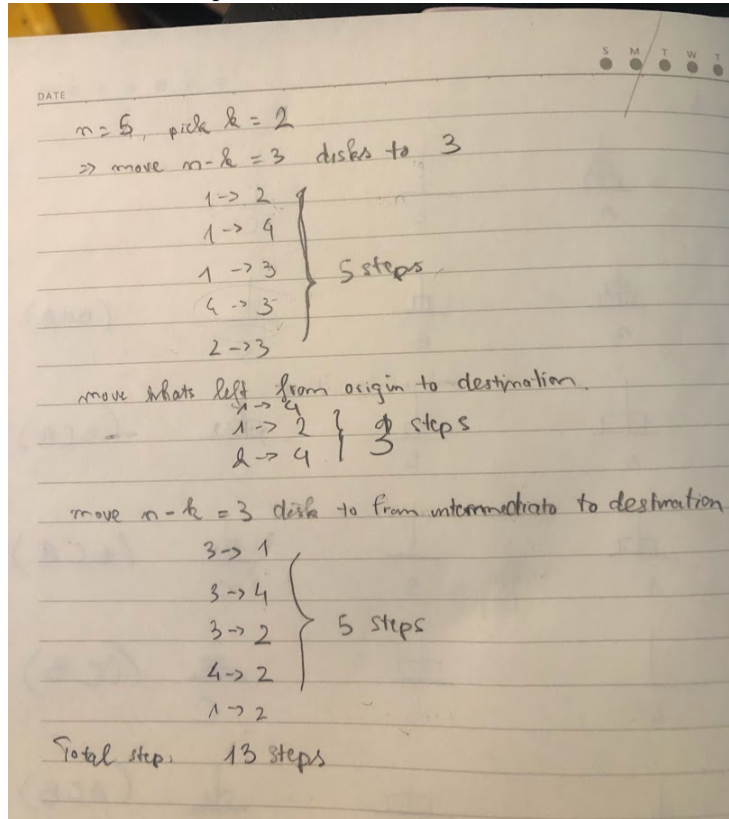 S M T W T
DATE
n = 5, pick k = 2
=> move n-k = 3 disks to 3
1 -> 2
1 -> 4
1 -> 3 5 steps
4 -> 3
2 -> 3
move whats left from origin to destination.
1 -> 4
1 -> 2 3 steps
2 -> 4
move n-k = 3 disk to from intermediate to destination
3 -> 1
3 -> 4
3 -> 2 5 steps
4 -> 2
1 -> 2
Total step: 13 steps